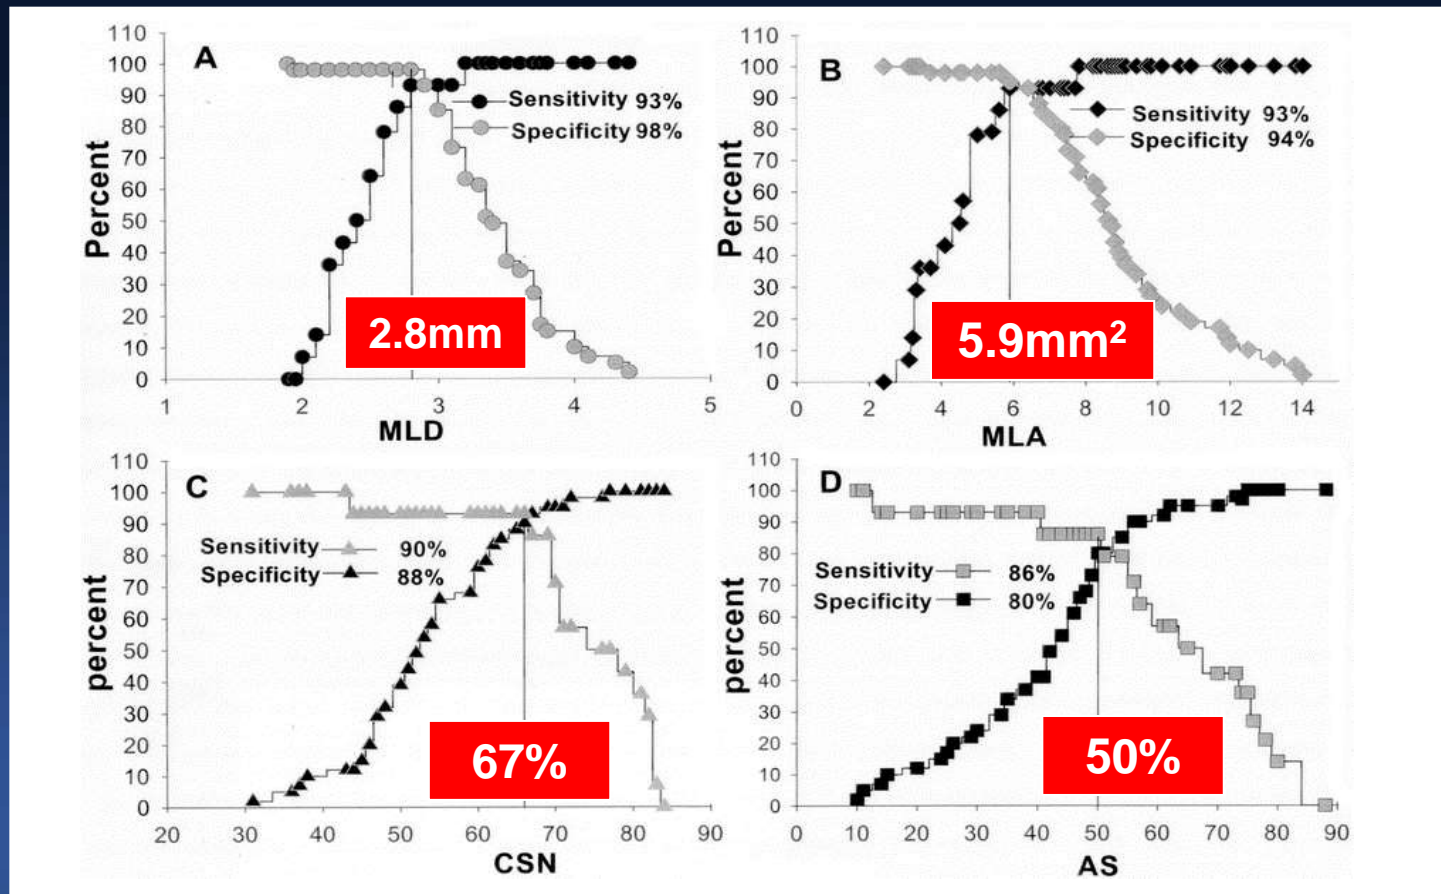 A
110
100
90
80
70
60
50
40
30
20
10
0
Percent
Sensitivity 93%
Specificity 98%
2.8mm
1 2 3 4 5
MLD
B
110
100
90
80
70
60
50
40
30
20
10
0
Percent
Sensitivity 93%
Specificity 94%
5.9mm²
0 2 4 6 8 10 12 14
MLA
C
110
100
90
80
70
60
50
40
30
20
10
0
percent
Sensitivity 90%
Specificity 88%
67%
20 30 40 50 60 70 80 90
CSN
D
110
100
90
80
70
60
50
40
30
20
10
0
percent
Sensitivity 86%
Specificity 80%
50%
0 10 20 30 40 50 60 70 80 90
AS